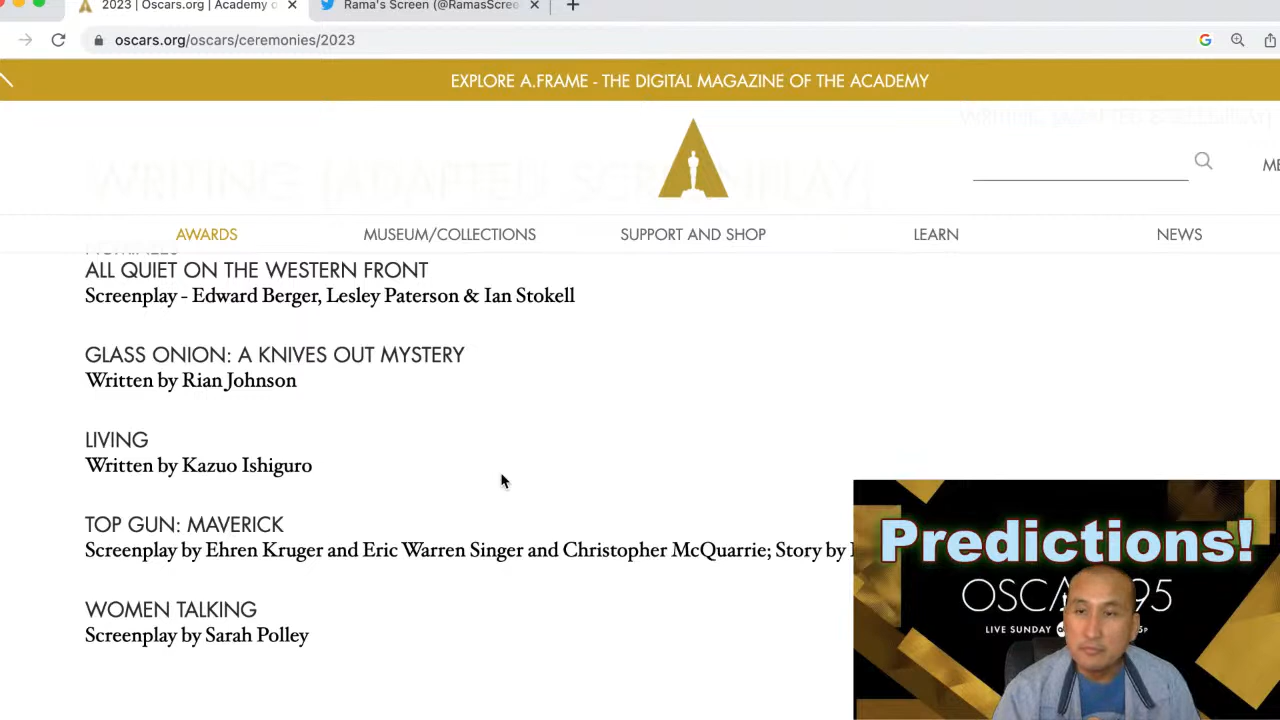 2023 | Oscars.org | Academy o
Rama's Screen (@RamasScree
oscars.org/oscars/ceremonies/2023
EXPLORE A.FRAME - THE DIGITAL MAGAZINE OF THE ACADEMY
WRITING (ADAPTED SCREENPLAY)
ME
AWARDS
MUSEUM/COLLECTIONS
SUPPORT AND SHOP
LEARN
NEWS
NOMINEES
ALL QUIET ON THE WESTERN FRONT
Screenplay - Edward Berger, Lesley Paterson & Ian Stokell
GLASS ONION: A KNIVES OUT MYSTERY
Written by Rian Johnson
LIVING
Written by Kazuo Ishiguro
TOP GUN: MAVERICK
Screenplay by Ehren Kruger and Eric Warren Singer and Christopher McQuarrie; Story by
WOMEN TALKING
Screenplay by Sarah Polley
Predictions!
OSCA 95
LIVE SUNDAY